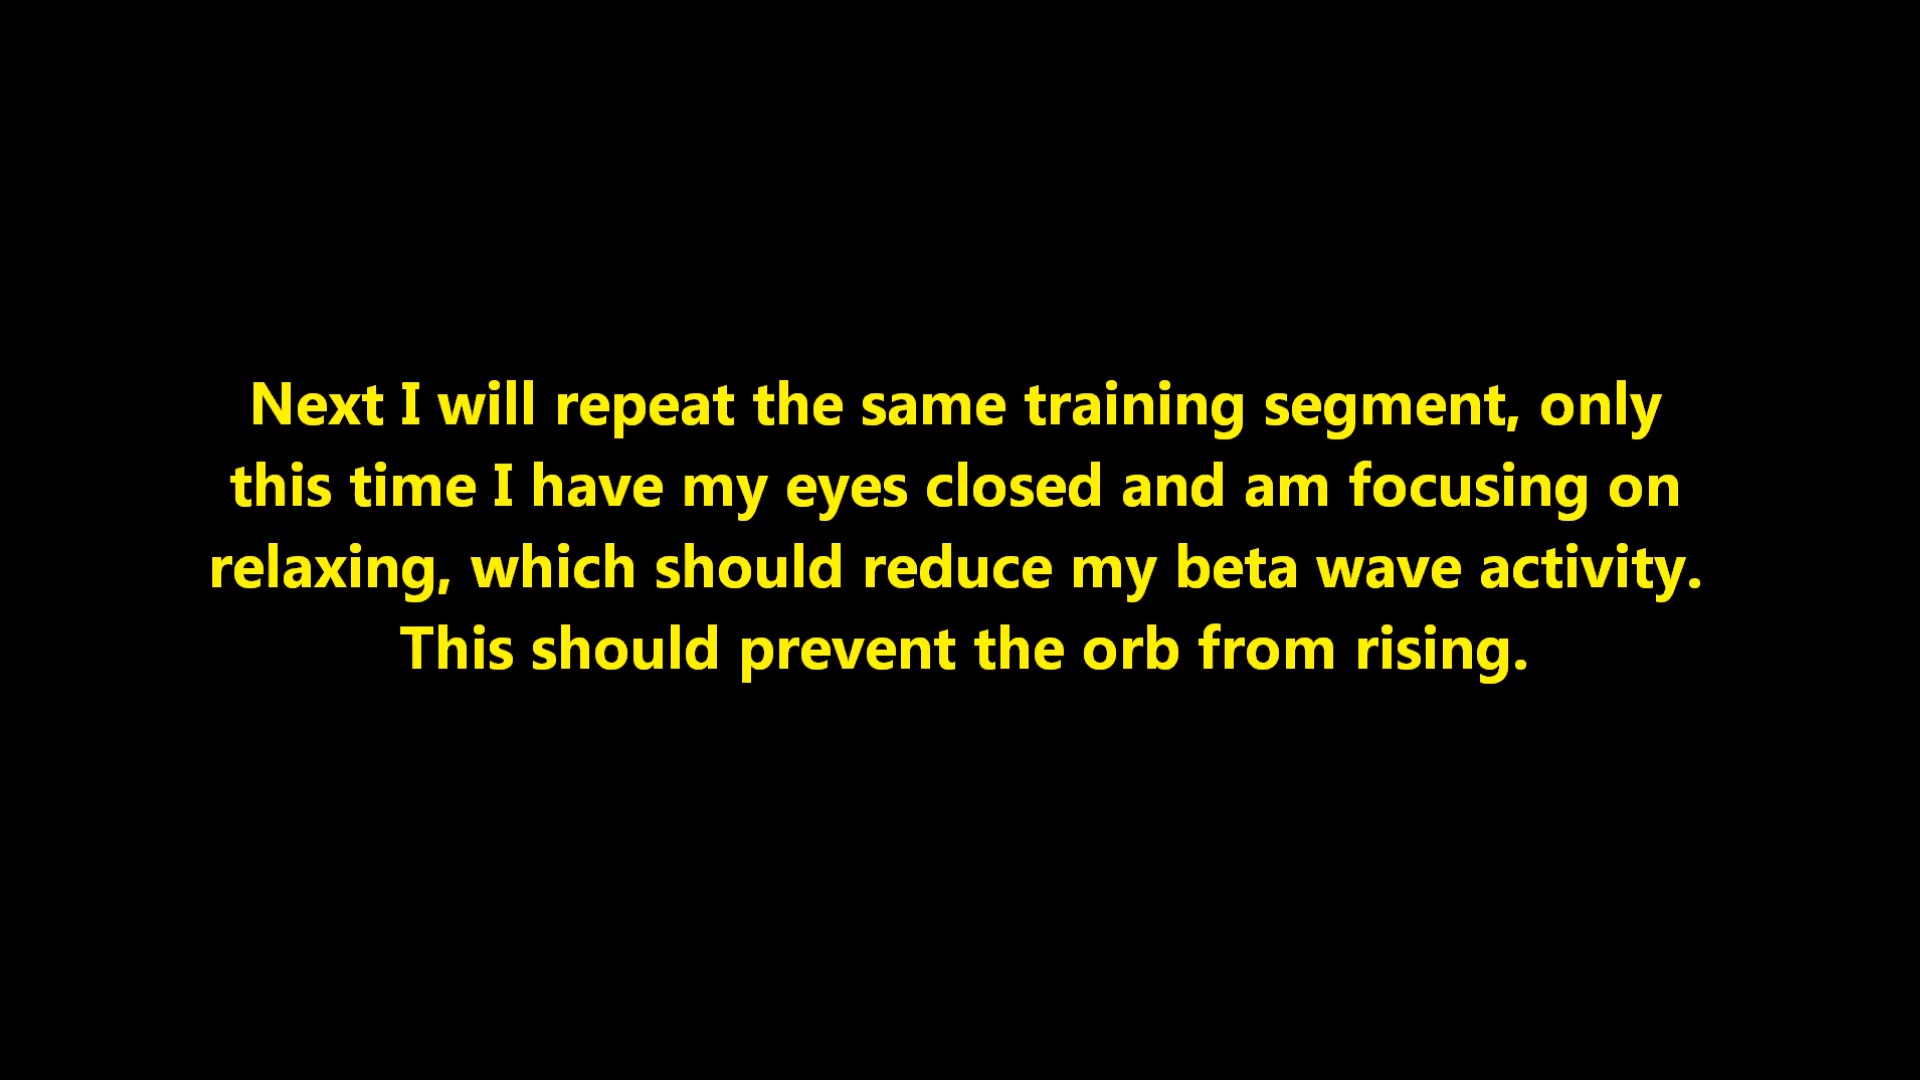 Next I will repeat the same training segment, only
this time I have my eyes closed and am focusing on
relaxing, which should reduce my beta wave activity.
This should prevent the orb from rising.